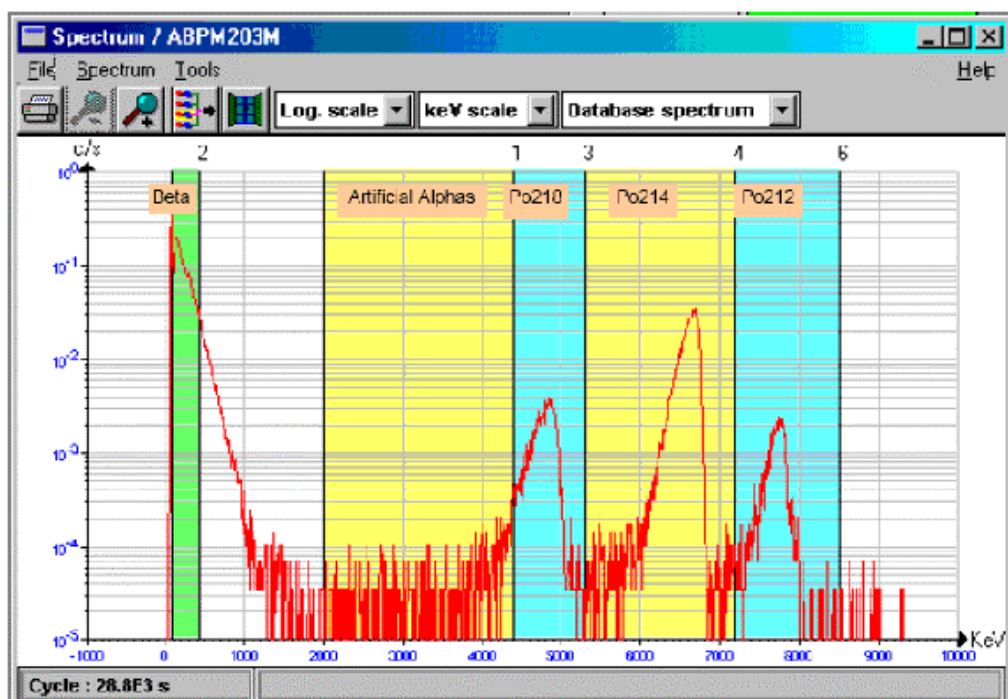 Spectrum / ABPM203M
File Spectrum Tools Help
Log. scale keV scale Database spectrum
c/s 2 1 3 4 6
10⁰
Beta Artificial Alphas Po210 Po214 Po212
10⁻¹
10⁻²
10⁻³
10⁻⁴
10⁻⁵
KeV
-1000 0 1000 2000 3000 4000 5000 6000 7000 8000 9000 10000
Cycle : 28.8E3 s